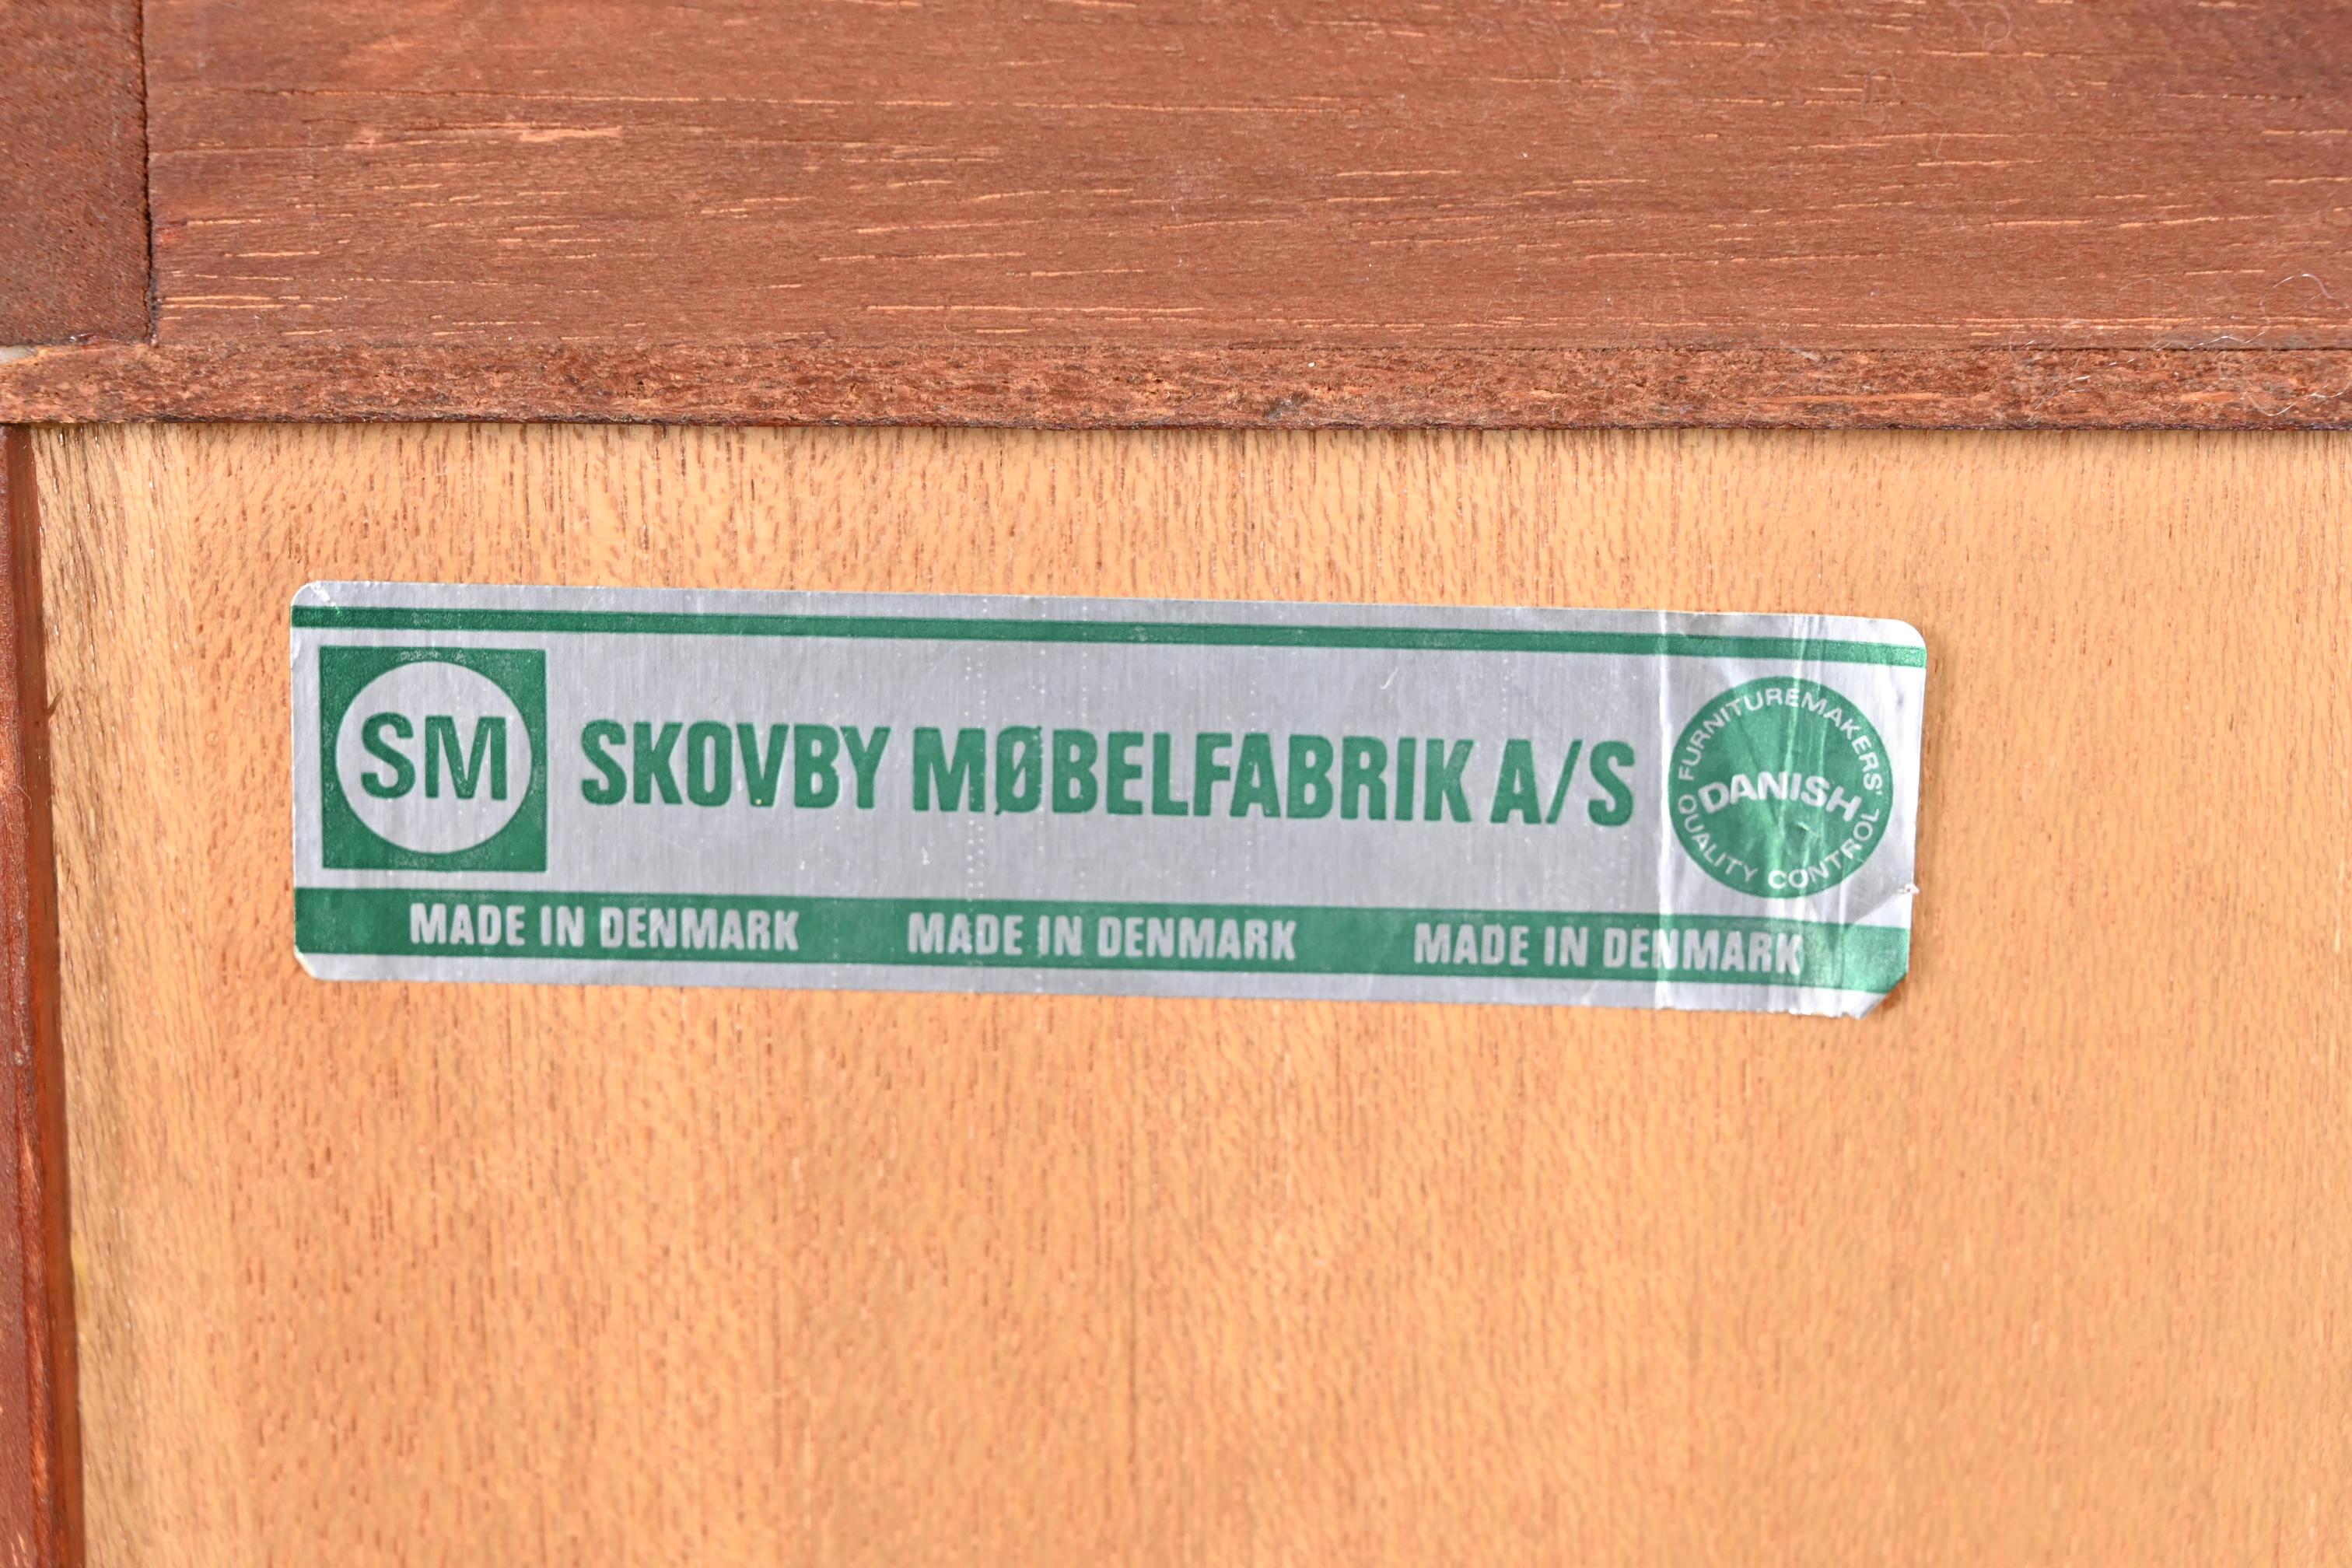 SM
SKOVBY MØBELFABRIK A/S
FURNITUREMAKERS'
DANISH
QUALITY CONTROL
MADE IN DENMARK MADE IN DENMARK MADE IN DENMARK